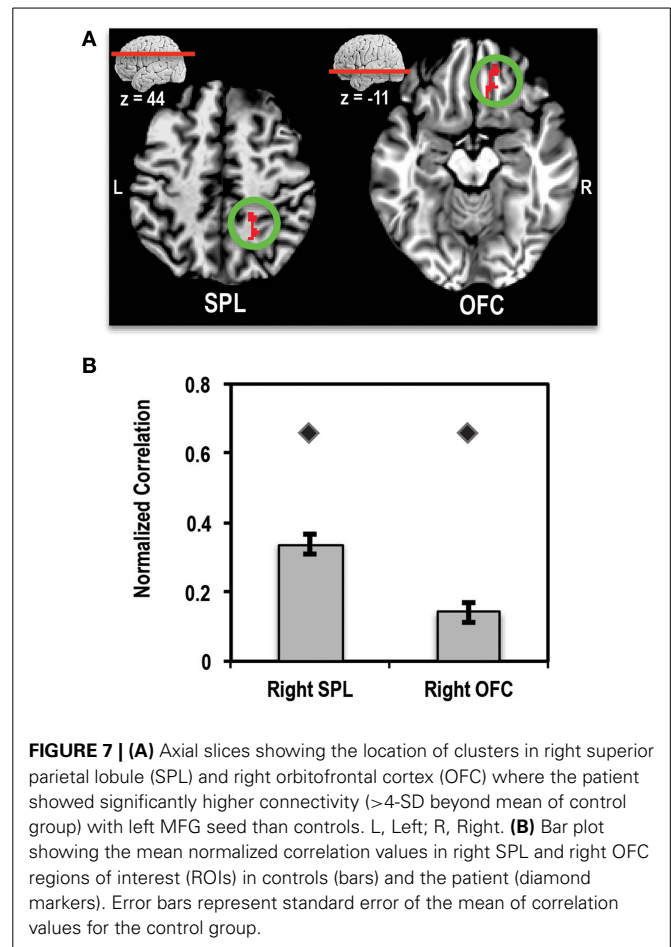 A
z = 44
z = -11
L
R
SPL
OFC
B
0.8
0.6
0.4
0.2
0
Normalized Correlation
Right SPL
Right OFC
FIGURE 7 | (A) Axial slices showing the location of clusters in right superior
parietal lobule (SPL) and right orbitofrontal cortex (OFC) where the patient
showed significantly higher connectivity (>4-SD beyond mean of control
group) with left MFG seed than controls. L, Left; R, Right. (B) Bar plot
showing the mean normalized correlation values in right SPL and right OFC
regions of interest (ROIs) in controls (bars) and the patient (diamond
markers). Error bars represent standard error of the mean of correlation
values for the control group.